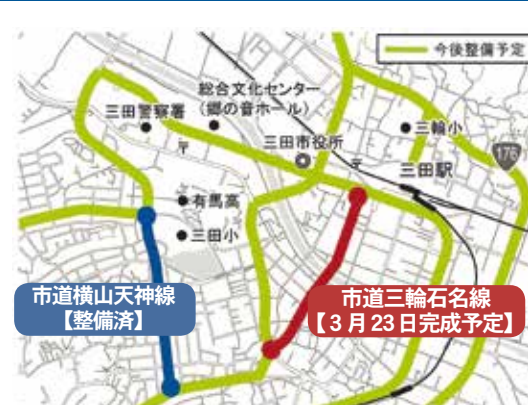 今後整備予定
総合文化センター
(郷の音ホール)
三田警察署
三田市役所
三輪小
176
三田駅
有馬高
三田小
市道横山天神線
【整備済】
市道三輪石名線
【3月23日完成予定】